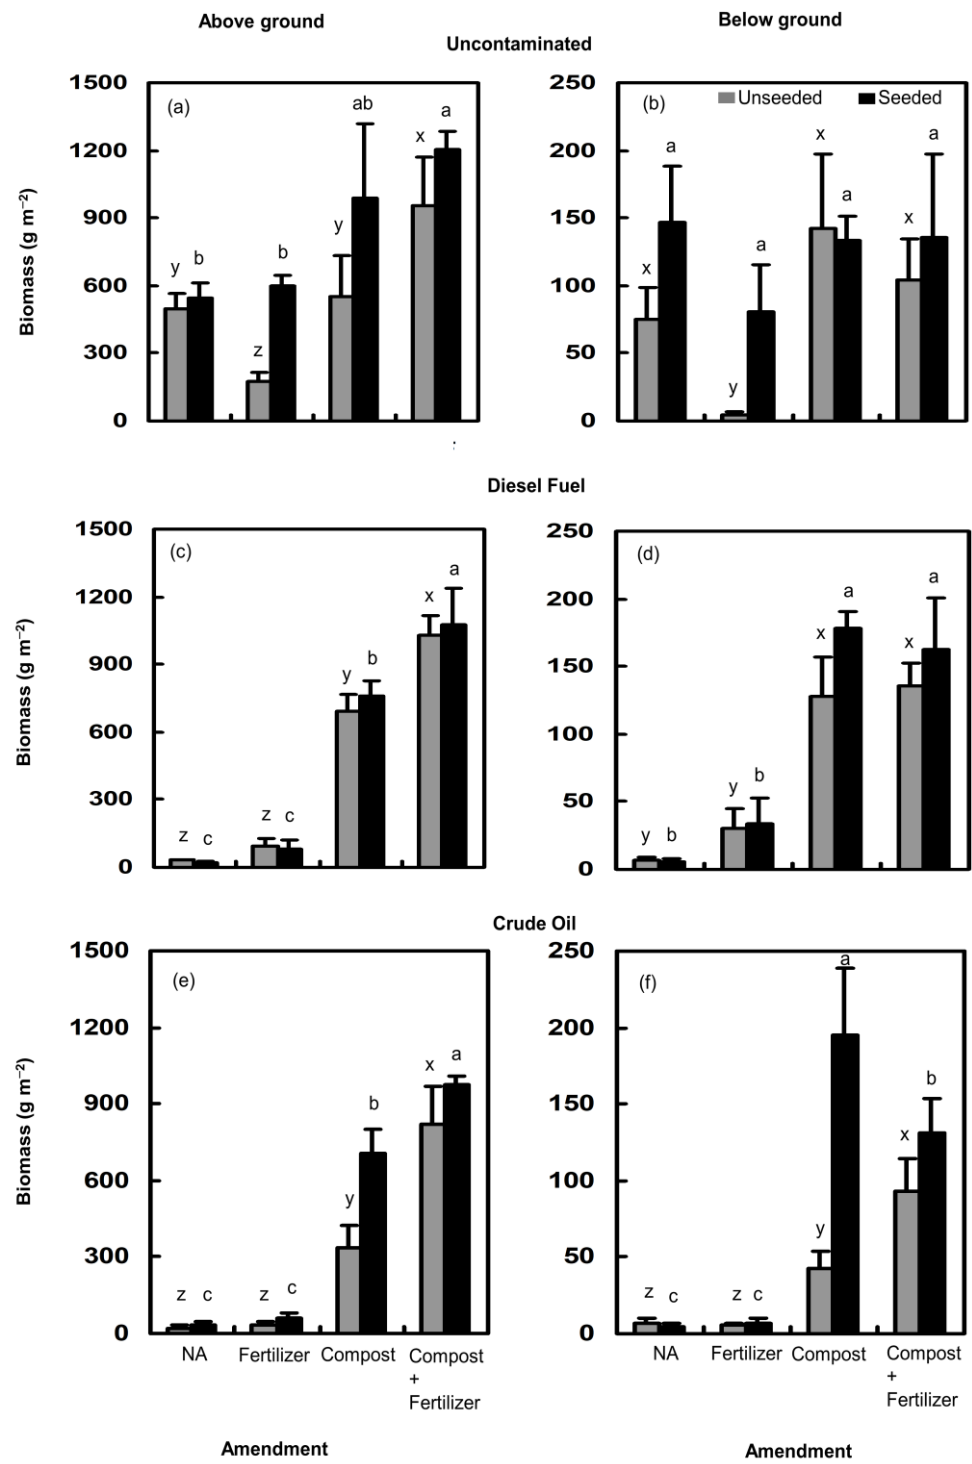 Above ground
Below ground
Uncontaminated
1500
1200
900
600
300
0
Biomass (g m−2)
(a)
y
b
z
b
y
ab
x
a
250
200
150
100
50
0
(b)
Unseeded
Seeded
x
a
y
a
x
a
x
a
Diesel Fuel
1500
1200
900
600
300
0
Biomass (g m−2)
(c)
z
c
z
c
y
b
x
a
250
200
150
100
50
0
(d)
y
b
y
b
x
a
x
a
Crude Oil
1500
1200
900
600
300
0
Biomass (g m−2)
(e)
z
c
z
c
y
b
x
a
NA
Fertilizer
Compost
Compost
+
Fertilizer
Amendment
250
200
150
100
50
0
(f)
z
c
z
c
y
a
x
b
NA
Fertilizer
Compost
Compost
+
Fertilizer
Amendment